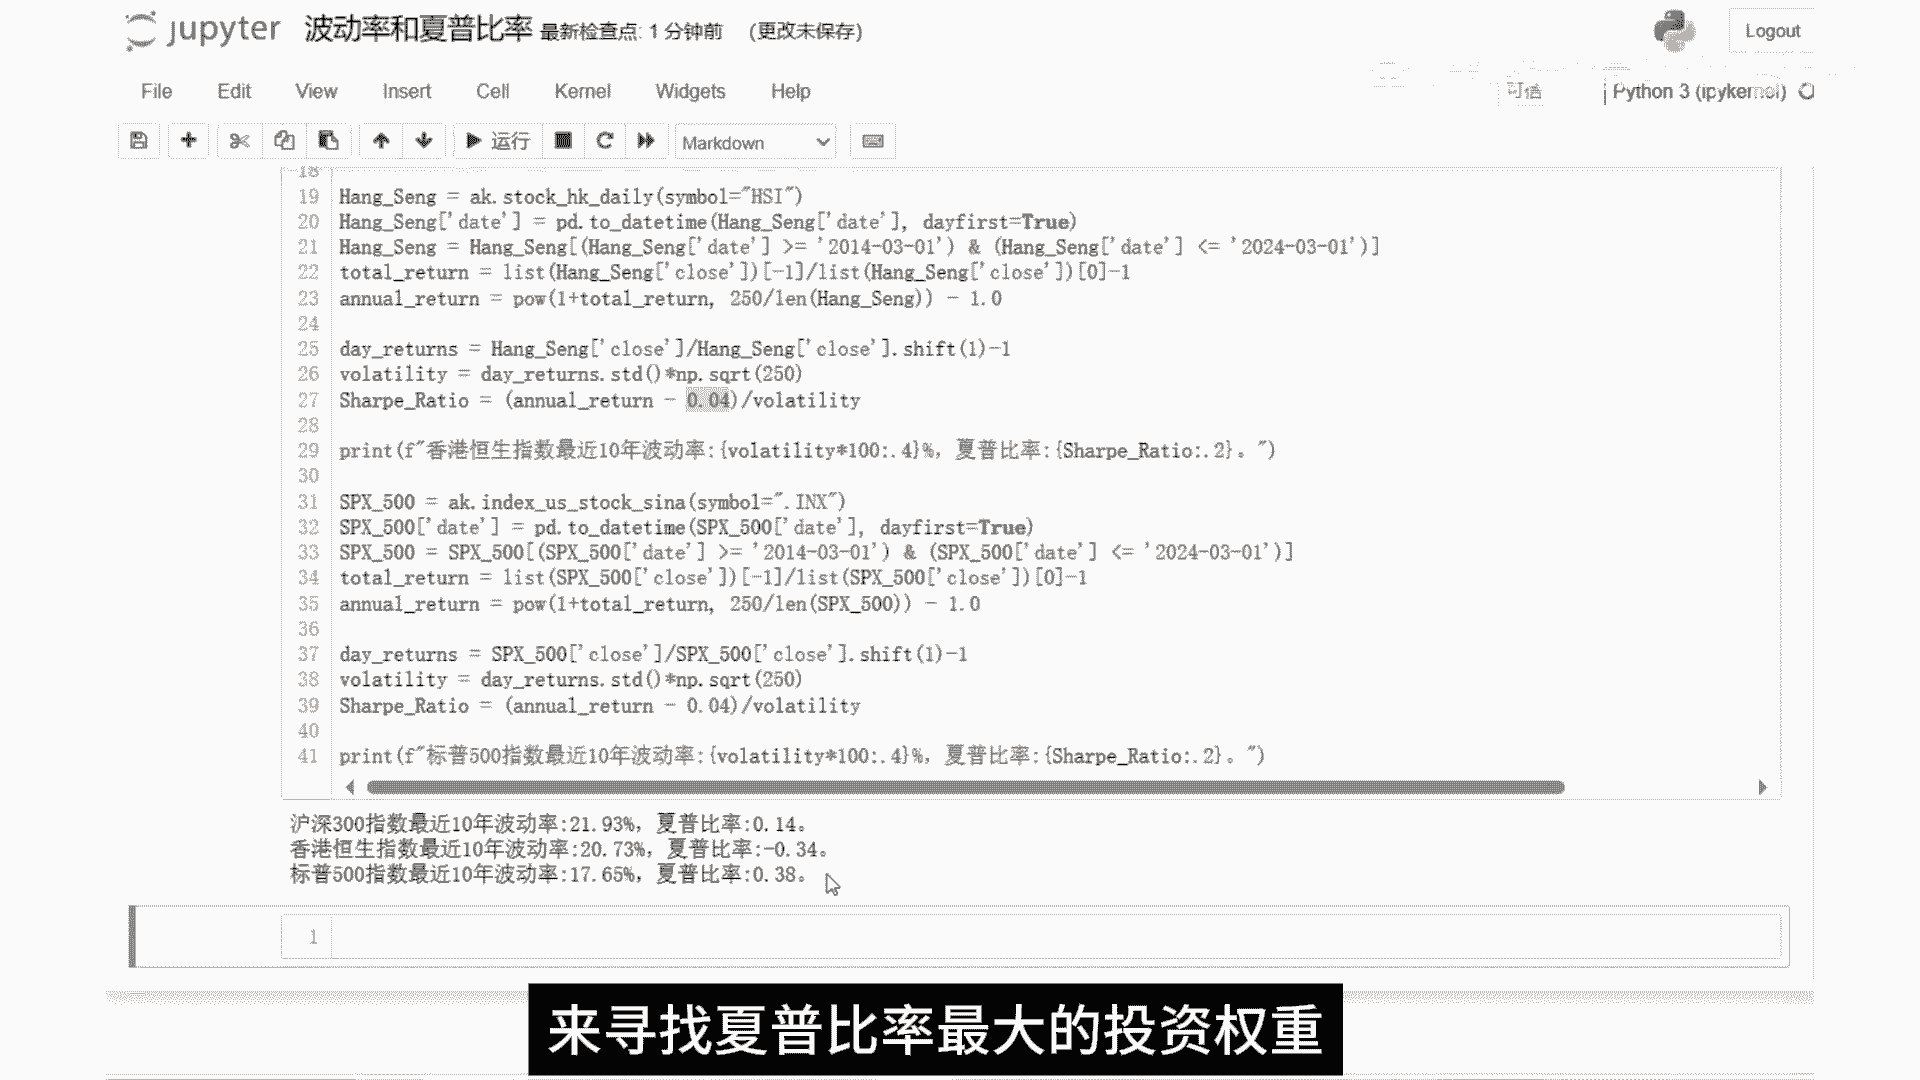 jupyter 波动率和夏普比率 最新检查点: 1 分钟前 (更改未保存) Logout
File Edit View Insert Cell Kernel Widgets Help 可信 Python 3 (ipykernel)
运行 Markdown
18
19 Hang_Seng = ak.stock_hk_daily(symbol="HSI")
20 Hang_Seng['date'] = pd.to_datetime(Hang_Seng['date'], dayfirst=True)
21 Hang_Seng = Hang_Seng[(Hang_Seng['date'] >= '2014-03-01') & (Hang_Seng['date'] <= '2024-03-01')]
22 total_return = list(Hang_Seng['close'])[-1]/list(Hang_Seng['close'])[0]-1
23 annual_return = pow(1+total_return, 250/len(Hang_Seng)) - 1.0
24
25 day_returns = Hang_Seng['close']/Hang_Seng['close'].shift(1)-1
26 volatility = day_returns.std()*np.sqrt(250)
27 Sharpe_Ratio = (annual_return - 0.04)/volatility
28
29 print(f"香港恒生指数最近10年波动率:{volatility*100:.4}%, 夏普比率:{Sharpe_Ratio:.2}。")
30
31 SPX_500 = ak.index_us_stock_sina(symbol=".INX")
32 SPX_500['date'] = pd.to_datetime(SPX_500['date'], dayfirst=True)
33 SPX_500 = SPX_500[(SPX_500['date'] >= '2014-03-01') & (SPX_500['date'] <= '2024-03-01')]
34 total_return = list(SPX_500['close'])[-1]/list(SPX_500['close'])[0]-1
35 annual_return = pow(1+total_return, 250/len(SPX_500)) - 1.0
36
37 day_returns = SPX_500['close']/SPX_500['close'].shift(1)-1
38 volatility = day_returns.std()*np.sqrt(250)
39 Sharpe_Ratio = (annual_return - 0.04)/volatility
40
41 print(f"标普500指数最近10年波动率:{volatility*100:.4}%, 夏普比率:{Sharpe_Ratio:.2}。")
沪深300指数最近10年波动率:21.93%, 夏普比率:0.14。
香港恒生指数最近10年波动率:20.73%, 夏普比率:-0.34。
标普500指数最近10年波动率:17.65%, 夏普比率:0.38。
1
来寻找夏普比率最大的投资权重